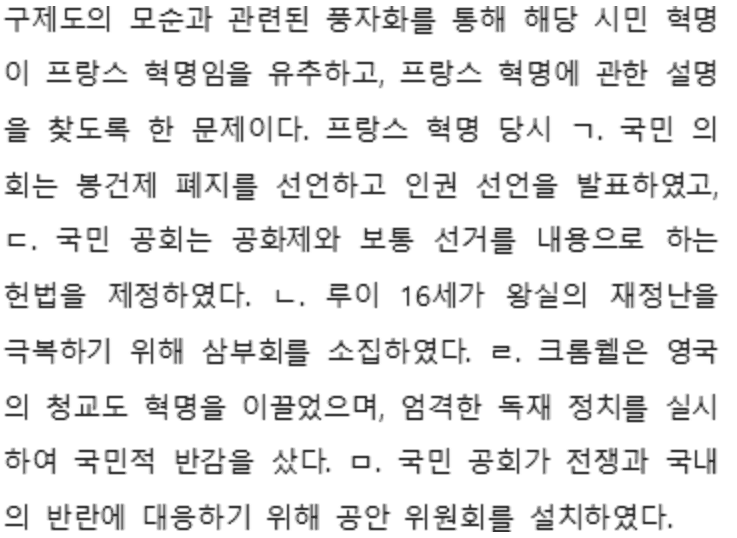 구제도의 모순과 관련된 풍자화를 통해 해당 시민 혁명
이 프랑스 혁명임을 유추하고, 프랑스 혁명에 관한 설명
을 찾도록 한 문제이다. 프랑스 혁명 당시 ㄱ. 국민 의
회는 봉건제 폐지를 선언하고 인권 선언을 발표하였고,
ㄷ. 국민 공회는 공화제와 보통 선거를 내용으로 하는
헌법을 제정하였다. ㄴ. 루이 16세가 왕실의 재정난을
극복하기 위해 삼부회를 소집하였다. ㄹ. 크롬웰은 영국
의 청교도 혁명을 이끌었으며, 엄격한 독재 정치를 실시
하여 국민적 반감을 샀다. ㅁ. 국민 공회가 전쟁과 국내
의 반란에 대응하기 위해 공안 위원회를 설치하였다.